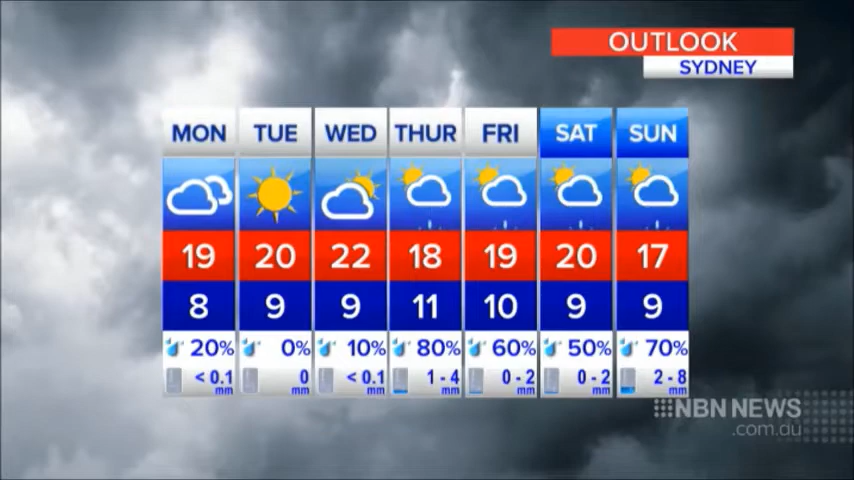 OUTLOOK
SYDNEY
MON TUE WED THUR FRI SAT SUN
19 20 22 18 19 20 17
8 9 9 11 10 9 9
20% 0% 10% 80% 60% 50% 70%
< 0.1 0 < 0.1 1 - 4 0 - 2 0 - 2 2 - 8
mm mm mm mm mm mm mm
NBN NEWS
.com.au